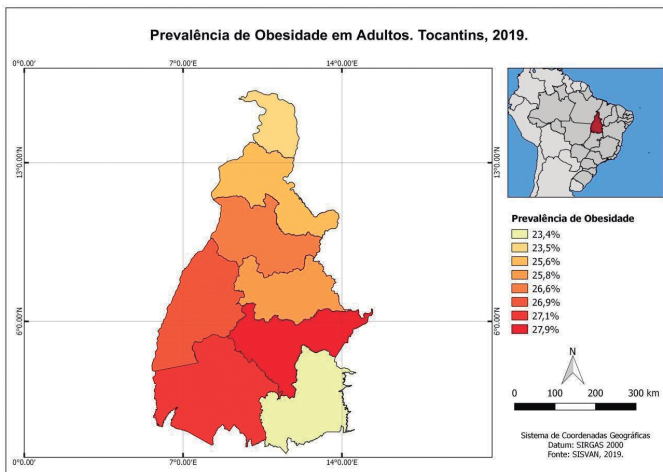 Prevalência de Obesidade em Adultos. Tocantins, 2019.
0°0.00'
7°0.00'E
14°0.00'E
13°0.00'N
13°0.00'N
6°0.00'N
6°0.00'N
0°0.00'
7°0.00'E
14°0.00'E
Prevalência de Obesidade
23,4%
23,5%
25,6%
25,8%
26,6%
26,9%
27,1%
27,9%
N
0 100 200 300 km
Sistema de Coordenadas Geográficas
Datum: SIRGAS 2000
Fonte: SISVAN, 2019.